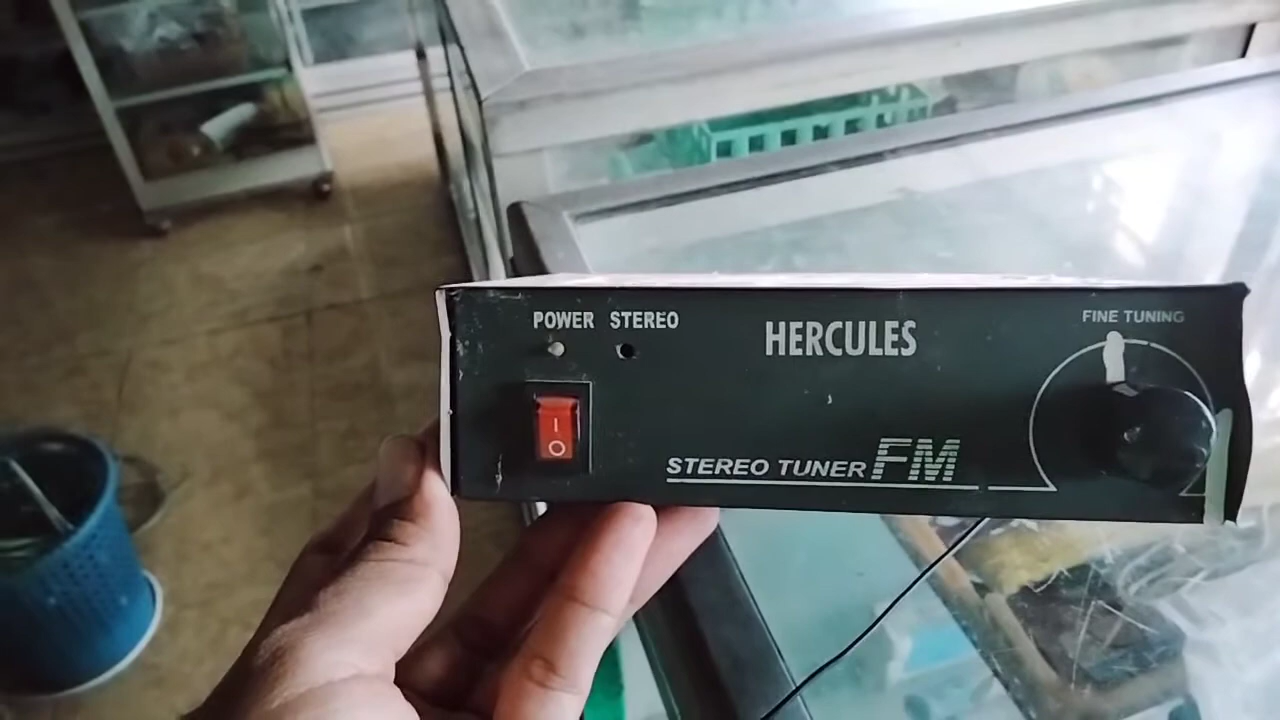 POWER STEREO
HERCULES
FINE TUNING
I
O
STEREO TUNER FM